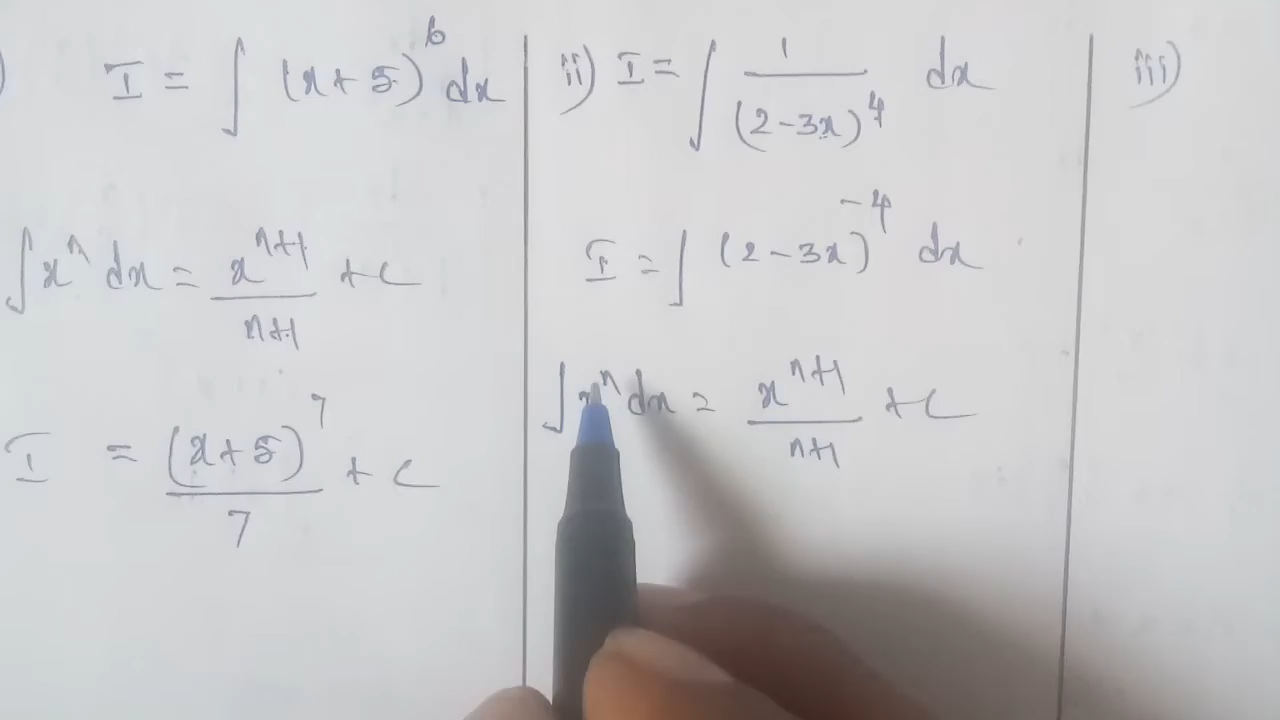 ) I = ∫ (x+5)^6 dx
∫ x^n dx = x^(n+1)/(n+1) + c
I = (x+5)^7/7 + c
ii) I = ∫ 1/(2-3x)^4 dx
I = ∫ (2-3x)^-4 dx
∫ x^n dx = x^(n+1)/(n+1) + c
iii)